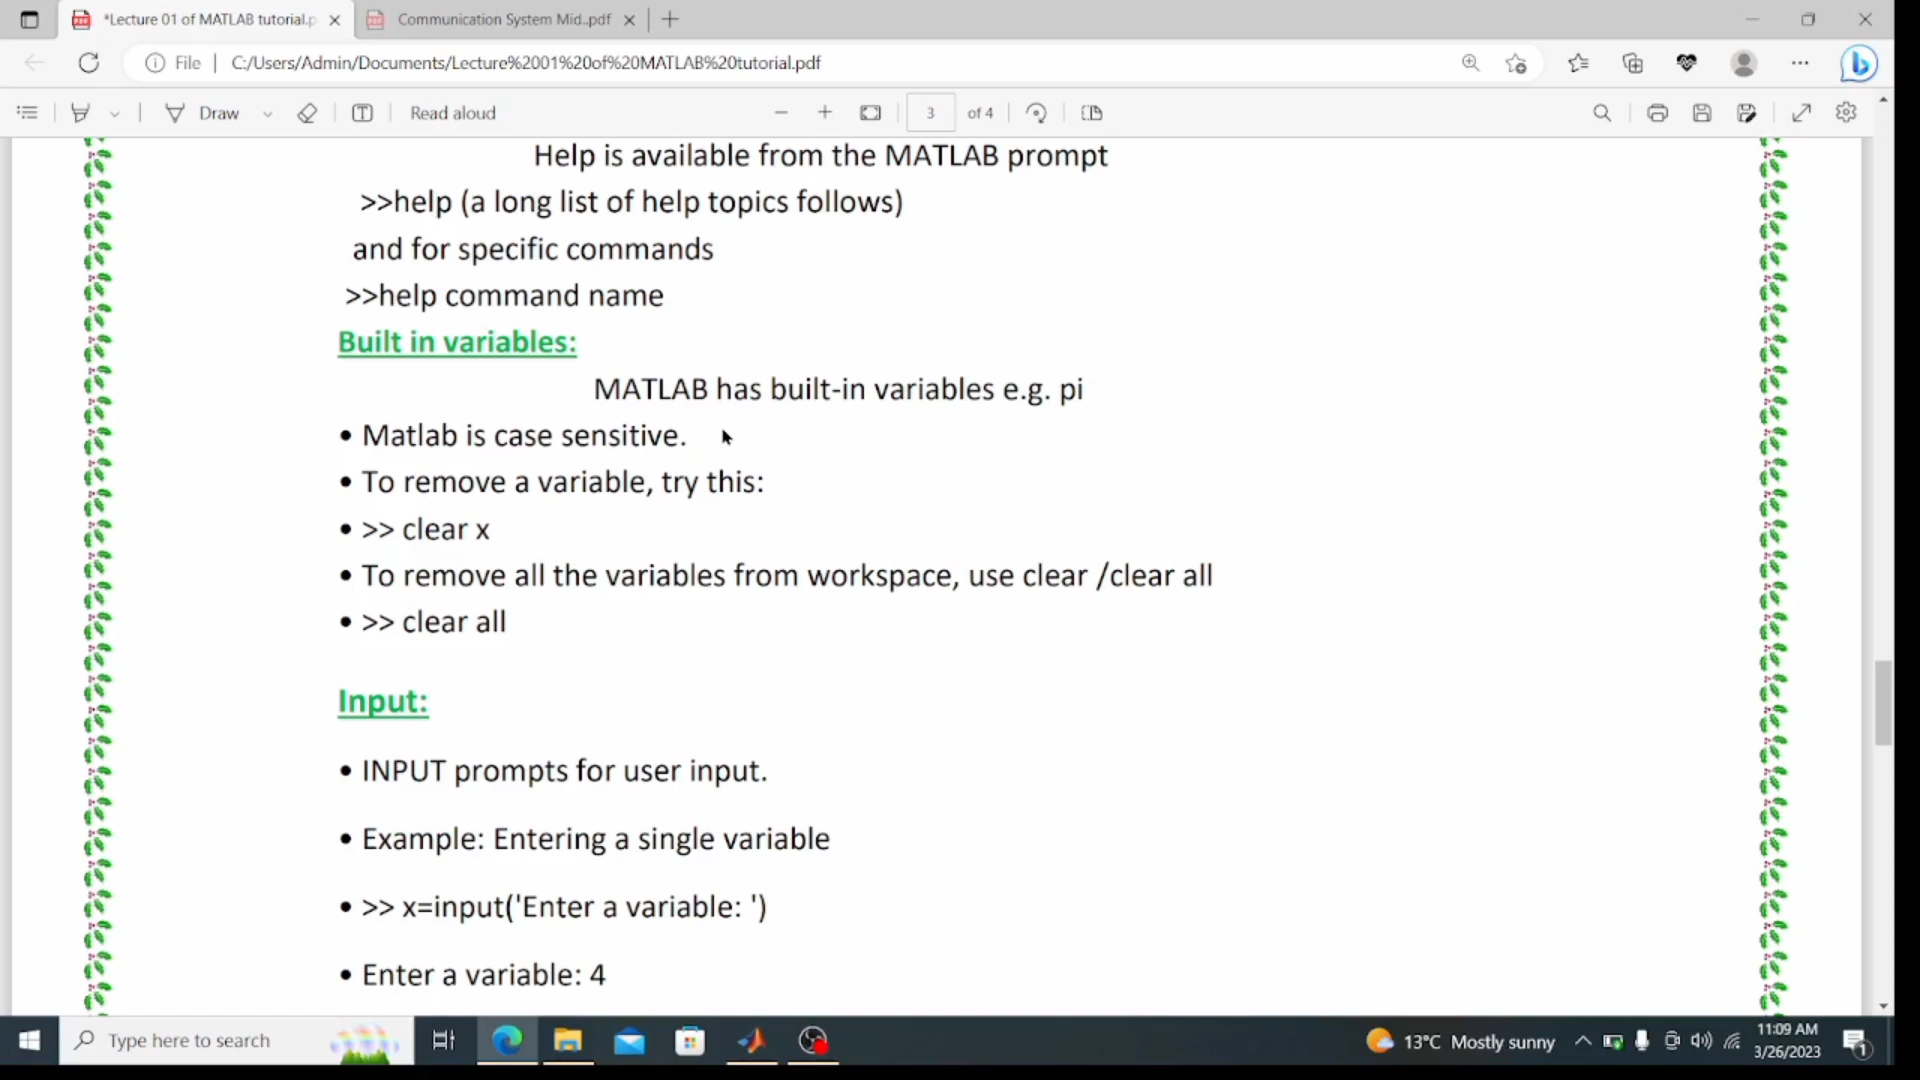 *Lecture 01 of MATLAB tutorial.p
Communication System Mid..pdf
File
C:/Users/Admin/Documents/Lecture%2001%20of%20MATLAB%20tutorial.pdf
Draw
Read aloud
3 of 4
Help is available from the MATLAB prompt
>>help (a long list of help topics follows)
and for specific commands
>>help command name
Built in variables:
MATLAB has built-in variables e.g. pi
• Matlab is case sensitive.
• To remove a variable, try this:
• >> clear x
• To remove all the variables from workspace, use clear /clear all
• >> clear all
Input:
• INPUT prompts for user input.
• Example: Entering a single variable
• >> x=input('Enter a variable: ')
• Enter a variable: 4
Type here to search
13°C Mostly sunny
11:09 AM
3/26/2023
1